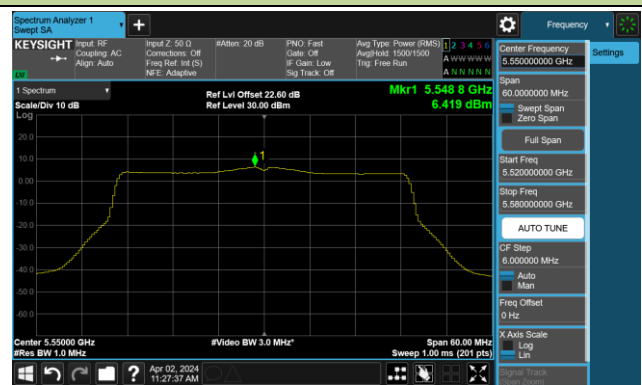 Spectrum Analyzer 1
Swept SA
+
Frequency
KEYSIGHT
Input: RF
Coupling: AC
Align: Auto
Input Z: 50 Ω
Corrections: Off
Freq Ref: Int (S)
NFE: Adaptive
#Atten: 20 dB
PNO: Fast
Gate: Off
IF Gain: Low
Sig Track: Off
Avg Type: Power (RMS)
Avg|Hold: 1500/1500
Trig: Free Run
1 2 3 4 5 6
A W W W W W
A N N N N N
LV
1 Spectrum
Scale/Div 10 dB
Log
Ref Lvl Offset 22.60 dB
Ref Level 30.00 dBm
Mkr1 5.548 8 GHz
6.419 dBm
1
20.0
10.0
0.00
-10.0
-20.0
-30.0
-40.0
-50.0
-60.0
Center 5.55000 GHz
#Res BW 1.0 MHz
#Video BW 3.0 MHz*
Span 60.00 MHz
Sweep 1.00 ms (201 pts)
Apr 02, 2024
11:27:37 AM
Center Frequency
5.550000000 GHz
Settings
Span
60.0000000 MHz
Swept Span
Zero Span
Full Span
Start Freq
5.520000000 GHz
Stop Freq
5.580000000 GHz
AUTO TUNE
CF Step
6.000000 MHz
Auto
Man
Freq Offset
0 Hz
X Axis Scale
Log
Lin
Signal Track
(Span Zoom)